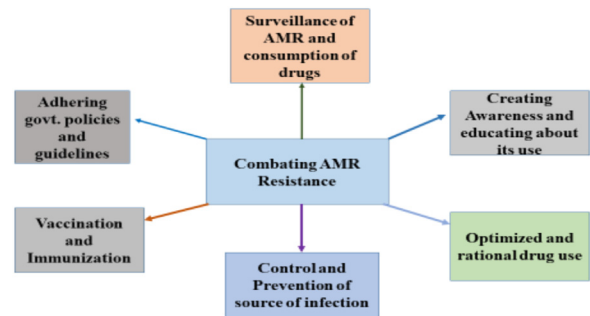 Surveillance of
AMR and
consumption of
drugs
Adhering
govt. policies
and
guidelines
Creating
Awareness and
educating about
its use
Combating AMR
Resistance
Vaccination
and
Immunization
Optimized and
rational drug use
Control and
Prevention of
source of infection